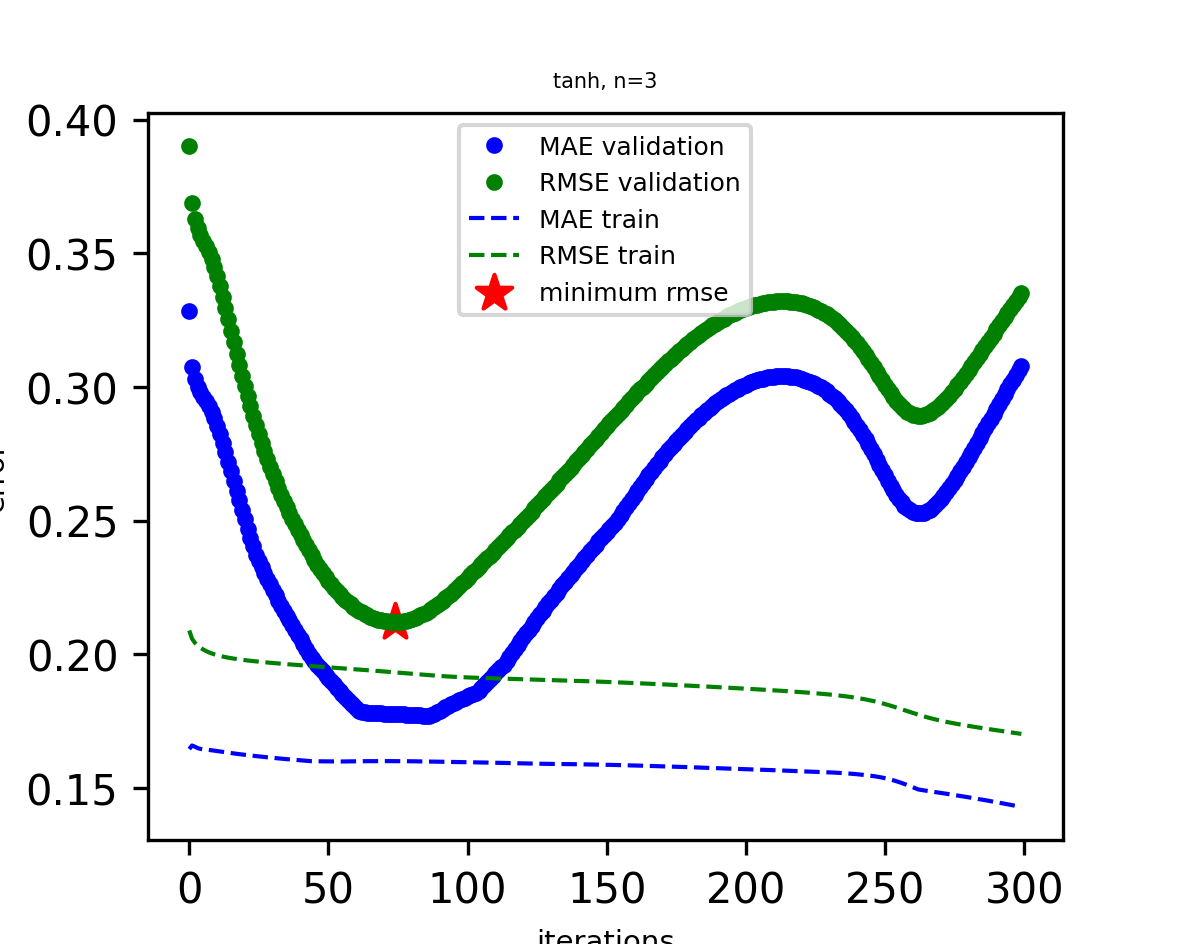 tanh, n=3
0.40
0.35
0.30
0.25
0.20
0.15
MAE validation
RMSE validation
MAE train
RMSE train
minimum rmse
0 50 100 150 200 250 300
iterations